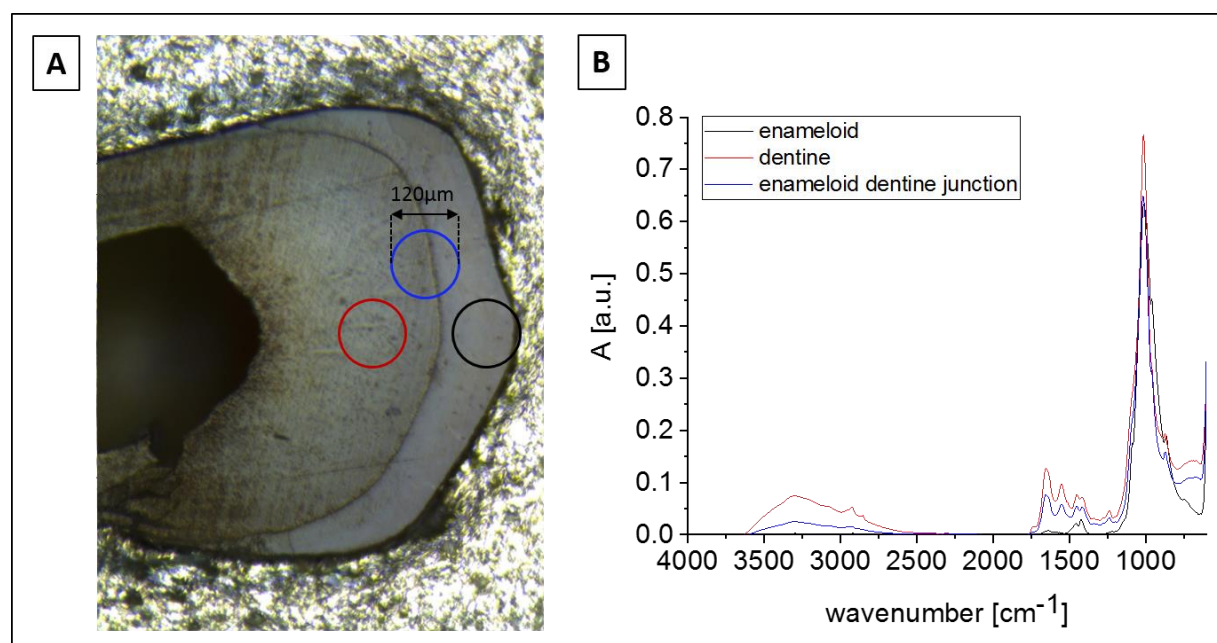 A
120µm
B
enameloid
dentine
enameloid dentine junction
0.8
0.7
0.6
0.5
0.4
0.3
0.2
0.1
0.0
A [a.u.]
4000 3500 3000 2500 2000 1500 1000
wavenumber [cm⁻¹]